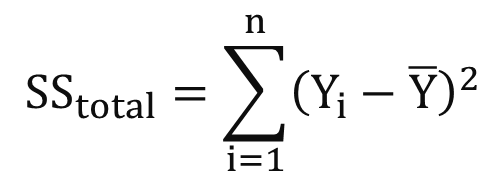 SS_total = ∑_{i=1}^{n} (Y_i − Ȳ)²